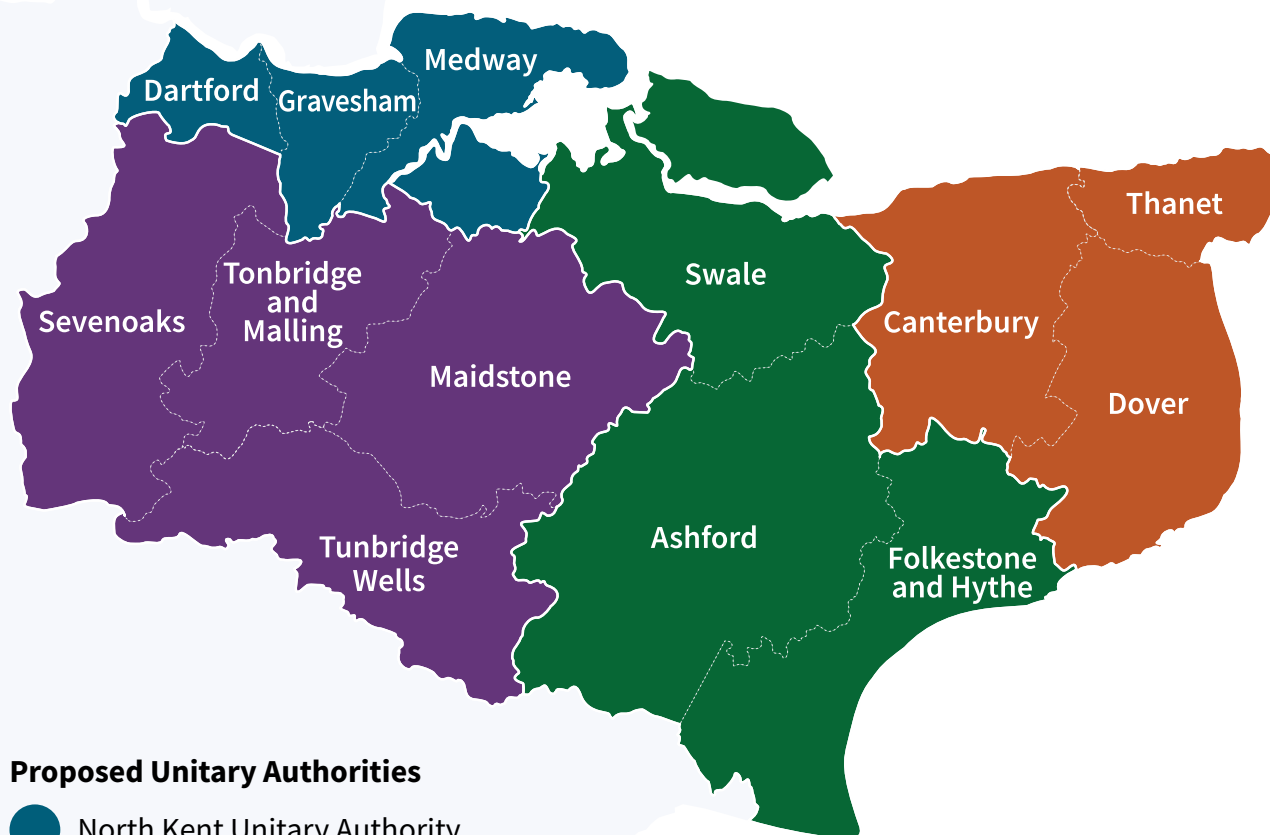 Medway
Dartford
Gravesham
Thanet
Swale
Tonbridge
and
Malling
Sevenoaks
Canterbury
Maidstone
Dover
Ashford
Tunbridge
Wells
Folkestone
and Hythe
Proposed Unitary Authorities
North Kent Unitary Authority